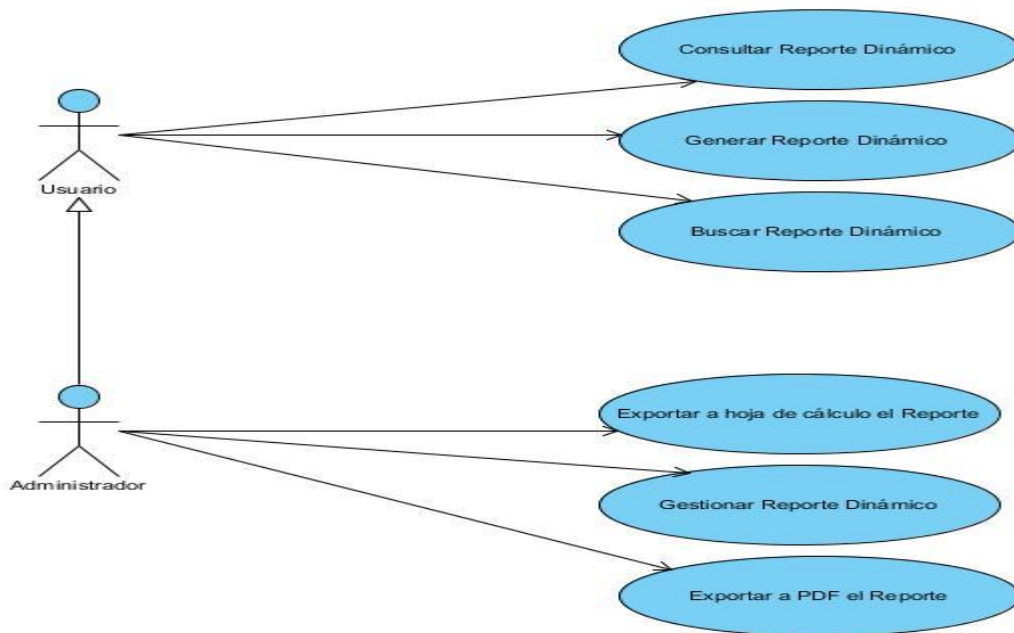 Consultar Reporte Dinámico
Generar Reporte Dinámico
Usuario
Buscar Reporte Dinámico
Exportar a hoja de cálculo el Reporte
Administrador
Gestionar Reporte Dinámico
Exportar a PDF el Reporte